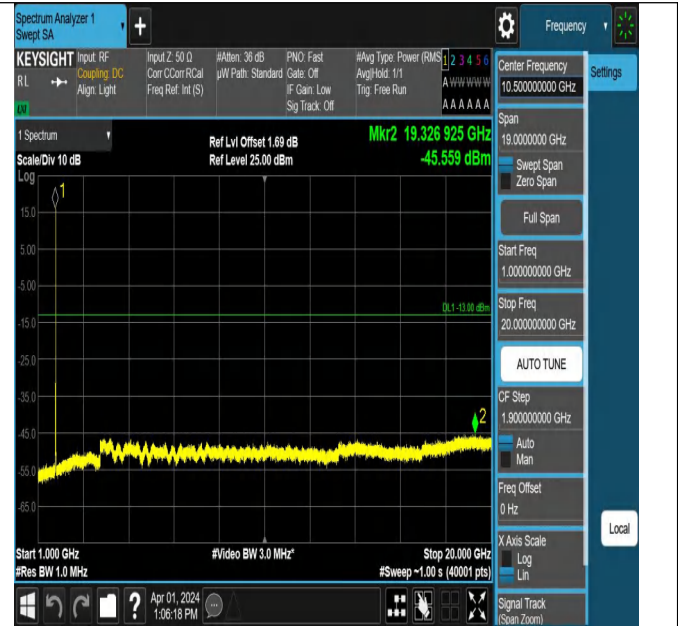 Spectrum Analyzer 1
Swept SA
+
Frequency
KEYSIGHT
RL
Input: RF
Coupling: DC
Align: Light
Input Z: 50 Ω
Corr CCorr RCal
Freq Ref: Int (S)
#Atten: 36 dB
µW Path: Standard
PNO: Fast
Gate: Off
IF Gain: Low
Sig Track: Off
#Avg Type: Power (RMS
Avg|Hold: 1/1
Trig: Free Run
1 2 3 4 5 6
A W W W W W
A A A A A A
1 Spectrum
Scale/Div 10 dB
Log
Ref Lvl Offset 1.69 dB
Ref Level 25.00 dBm
Mkr2 19.326 925 GHz
-45.559 dBm
1
15.0
5.00
-5.00
DL1 -13.00 dBm
-15.0
-25.0
-35.0
2
-45.0
-55.0
-65.0
Start 1.000 GHz
#Res BW 1.0 MHz
#Video BW 3.0 MHz*
Stop 20.000 GHz
#Sweep ~1.00 s (40001 pts)
Apr 01, 2024
1:06:18 PM
Center Frequency
10.500000000 GHz
Settings
Span
19.0000000 GHz
Swept Span
Zero Span
Full Span
Start Freq
1.000000000 GHz
Stop Freq
20.000000000 GHz
AUTO TUNE
CF Step
1.900000000 GHz
Auto
Man
Freq Offset
0 Hz
X Axis Scale
Log
Lin
Local
Signal Track
(Span Zoom)